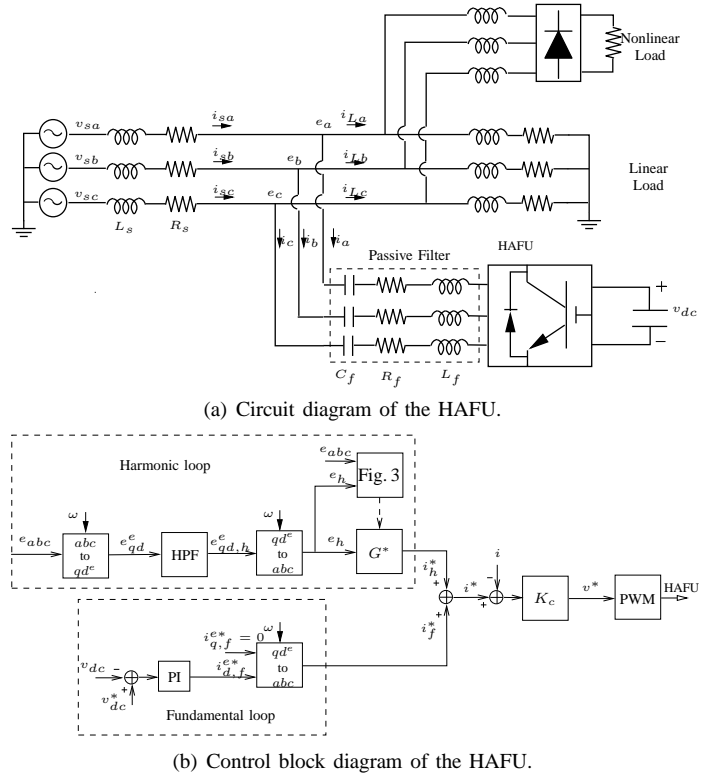 Nonlinear
Load
v_sa
i_sa
e_a
i_La
v_sb
i_sb
e_b
i_Lb
Linear
Load
v_sc
i_sc
e_c
i_Lc
L_s
R_s
i_c
i_b
i_a
Passive Filter
HAFU
+
v_dc
−
C_f
R_f
L_f
(a) Circuit diagram of the HAFU.
Harmonic loop
e_abc
Fig. 3
e_h
ω
ω
e_abc
abc
to
qd^e
e^e_qd
HPF
e^e_qd,h
qd^e
to
abc
e_h
G*
i*_h
i
+
+
i*
-
+
K_c
v*
PWM
HAFU
i*_f
i^e*_q,f = 0
ω
v_dc
-
+
v*_dc
PI
i^e*_d,f
qd^e
to
abc
Fundamental loop
(b) Control block diagram of the HAFU.